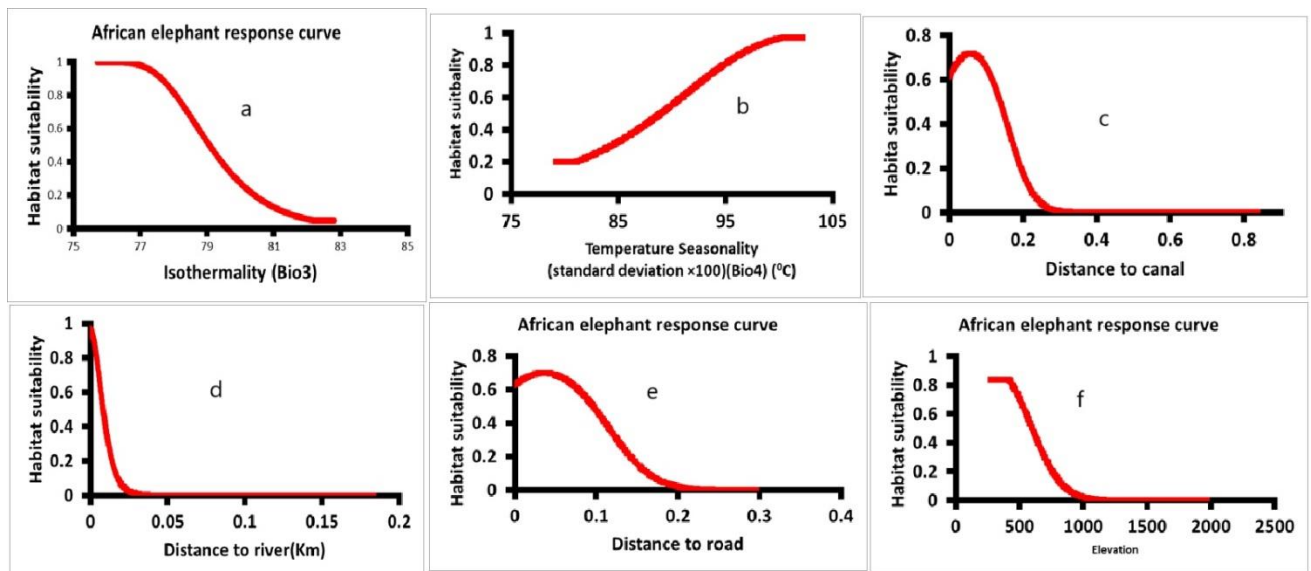 African elephant response curve
Habitat suitability
1
0.8
0.6
0.4
0.2
0
75 77 79 81 83 85
Isothermality (Bio3)
a
Habitat suitbality
1
0.8
0.6
0.4
0.2
0
75 85 95 105
Temperature Seasonality
(standard deviation ×100)(Bio4) (⁰C)
b
Habita suitability
0.8
0.4
0.2
0
0 0.2 0.4 0.6 0.8
Distance to canal
c
Habitat suitability
1
0.8
0.6
0.4
0.2
0
0 0.05 0.1 0.15 0.2
Distance to river(Km)
d
African elephant response curve
Habitat suitability
0.8
0.6
0.4
0.2
0
0 0.1 0.2 0.3 0.4
Distance to road
e
African elephant response curve
Habitat suitability
1
0.8
0.6
0.4
0.2
0
0 500 1000 1500 2000 2500
Elevation
f